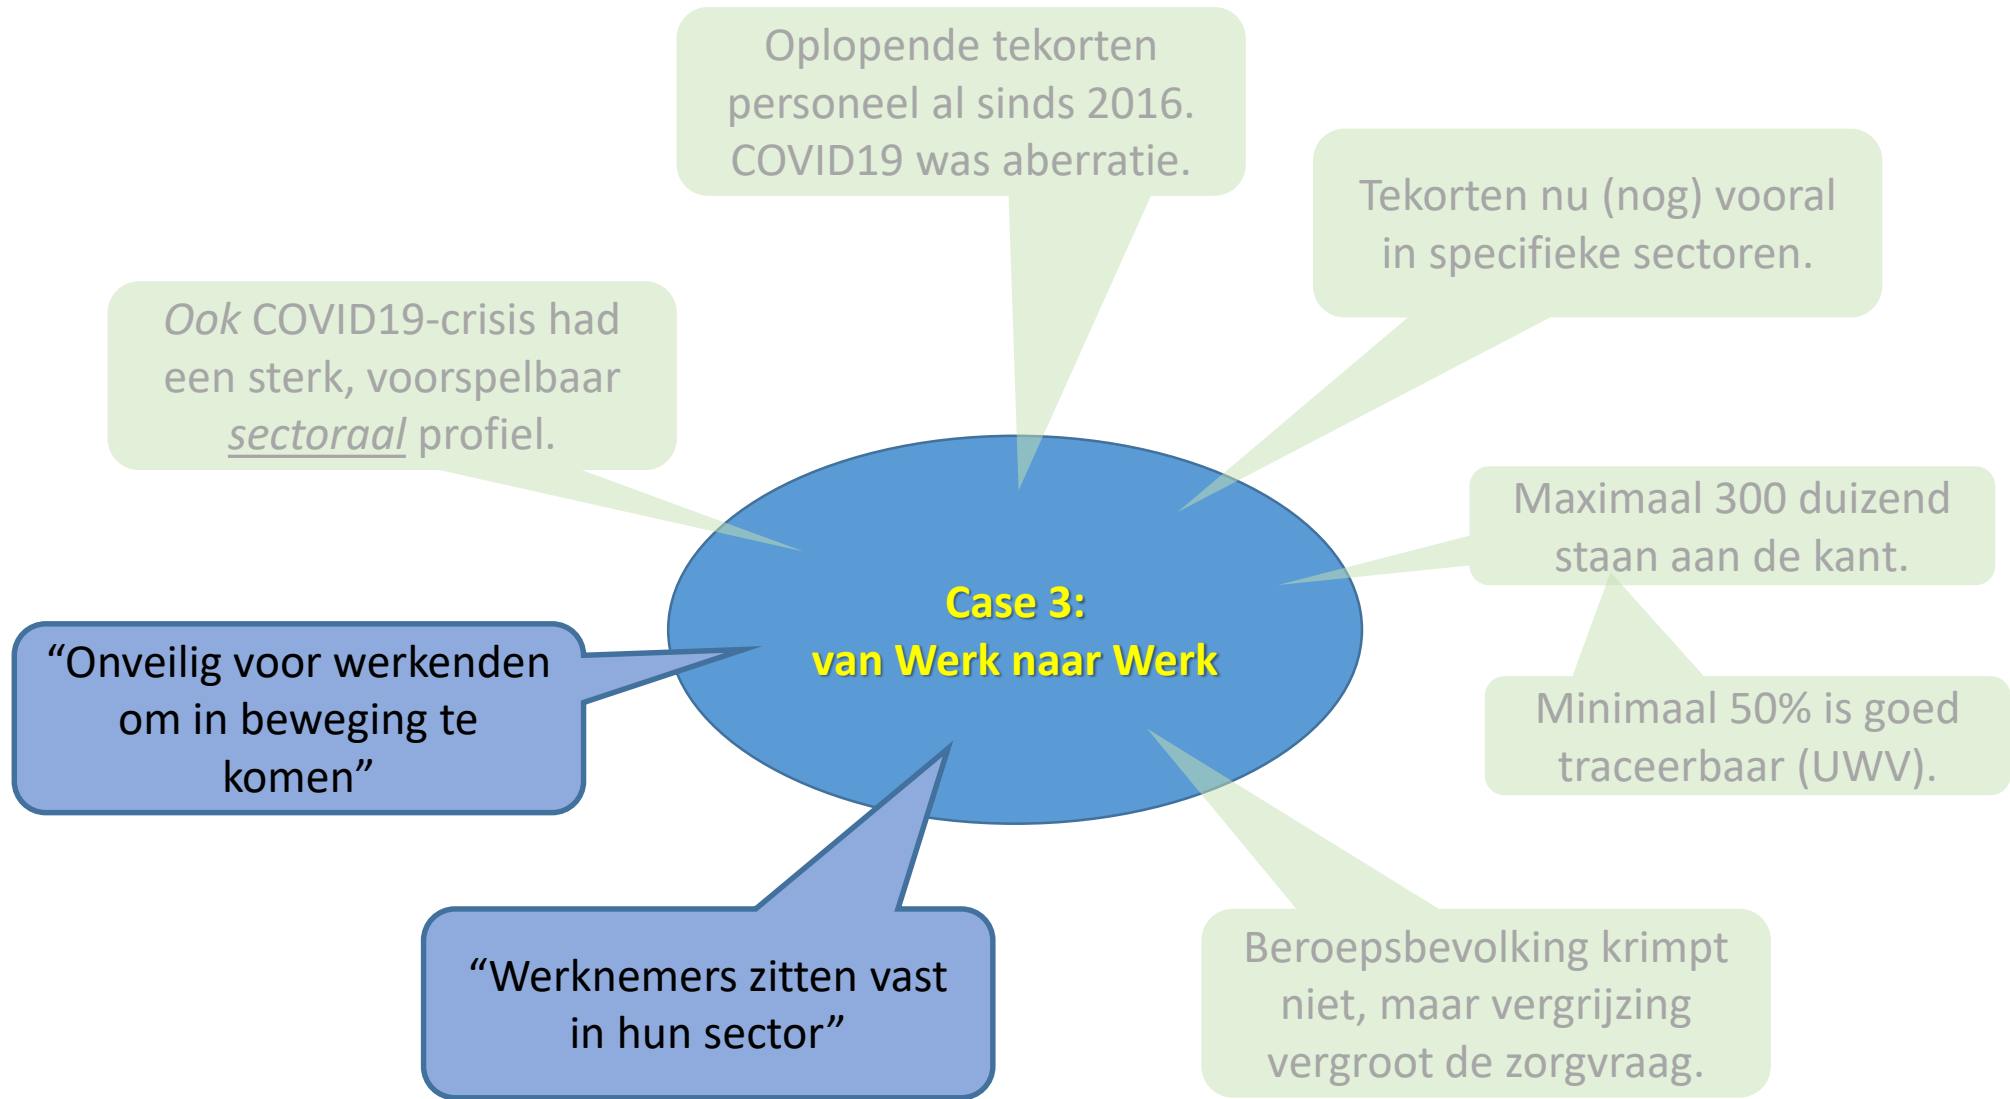 Oplopende tekorten
personeel al sinds 2016.
COVID19 was aberratie.
Tekorten nu (nog) vooral
in specifieke sectoren.
Ook COVID19-crisis had
een sterk, voorspelbaar
sectoraal profiel.
Maximaal 300 duizend
staan aan de kant.
Case 3:
van Werk naar Werk
“Onveilig voor werkenden
om in beweging te
komen”
Minimaal 50% is goed
traceerbaar (UWV).
“Werknemers zitten vast
in hun sector”
Beroepsbevolking krimpt
niet, maar vergrijzing
vergroot de zorgvraag.